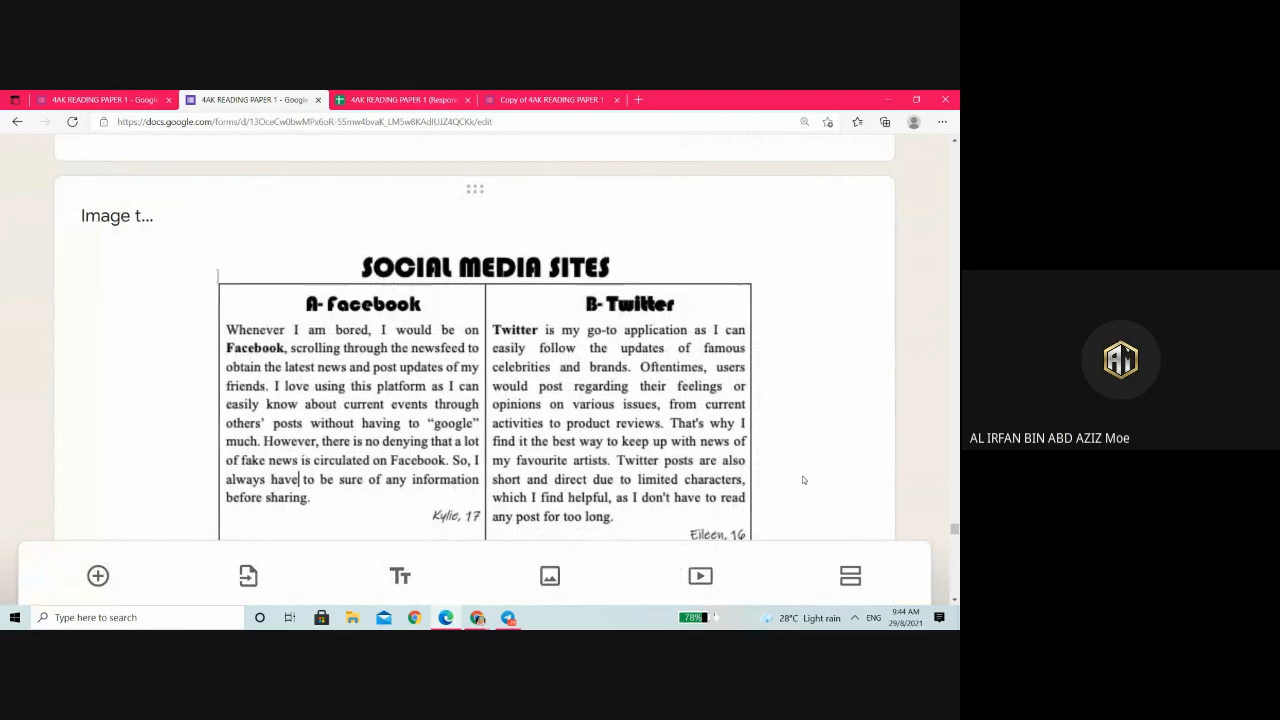 4AK READING PAPER 1 - Googl
4AK READING PAPER 1 - Google
4AK READING PAPER 1 (Respon
Copy of 4AK READING PAPER 1
Image t...
SOCIAL MEDIA SITES
A- Facebook
Whenever I am bored, I would be on
Facebook, scrolling through the newsfeed to
obtain the latest news and post updates of my
friends. I love using this platform as I can
easily know about current events through
others' posts without having to "google"
much. However, there is no denying that a lot
of fake news is circulated on Facebook. So, I
always have to be sure of any information
before sharing.
Kylie, 17
B- Twitter
Twitter is my go-to application as I can
easily follow the updates of famous
celebrities and brands. Oftentimes, users
would post regarding their feelings or
opinions on various issues, from current
activities to product reviews. That's why I
find it the best way to keep up with news of
my favourite artists. Twitter posts are also
short and direct due to limited characters,
which I find helpful, as I don't have to read
any post for too long.
Eileen, 16
Tт
Type here to search
78%
28°C Light rain
ENG
9:44 AM
29/8/2021
AL IRFAN BIN ABD AZIZ Moe